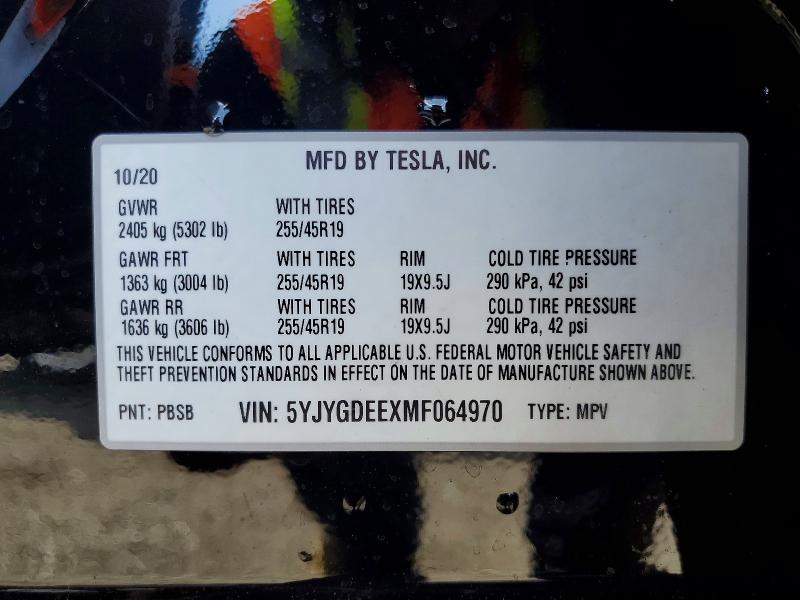 MFD BY TESLA, INC.
10/20
GVWR WITH TIRES
2405 kg (5302 lb) 255/45R19
GAWR FRT WITH TIRES RIM COLD TIRE PRESSURE
1363 kg (3004 lb) 255/45R19 19X9.5J 290 kPa, 42 psi
GAWR RR WITH TIRES RIM COLD TIRE PRESSURE
1636 kg (3606 lb) 255/45R19 19X9.5J 290 kPa, 42 psi
THIS VEHICLE CONFORMS TO ALL APPLICABLE U.S. FEDERAL MOTOR VEHICLE SAFETY AND
THEFT PREVENTION STANDARDS IN EFFECT ON THE DATE OF MANUFACTURE SHOWN ABOVE.
PNT: PBSB VIN: 5YJYGDEEXMF064970 TYPE: MPV